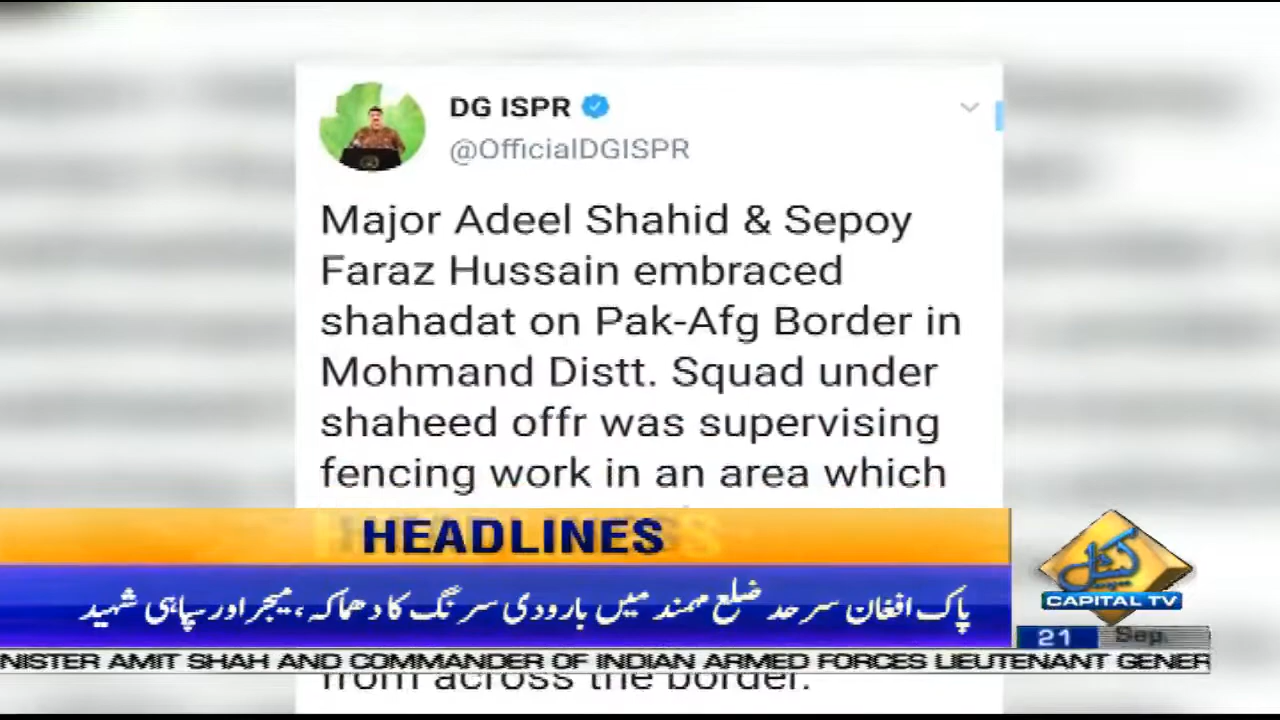 DG ISPR
@OfficialDGISPR
Major Adeel Shahid & Sepoy
Faraz Hussain embraced
shahadat on Pak-Afg Border in
Mohmand Distt. Squad under
shaheed offr was supervising
fencing work in an area which
HEADLINES
پاک افغان سرحد ضلع مہمند میں بارودی سرنگ کا دھماکہ، میجر اور سپاہی شہید
کیپٹل
CAPITAL TV
21 Sep.
NISTER AMIT SHAH AND COMMANDER OF INDIAN ARMED FORCES LIEUTENANT GENER
from across the border.